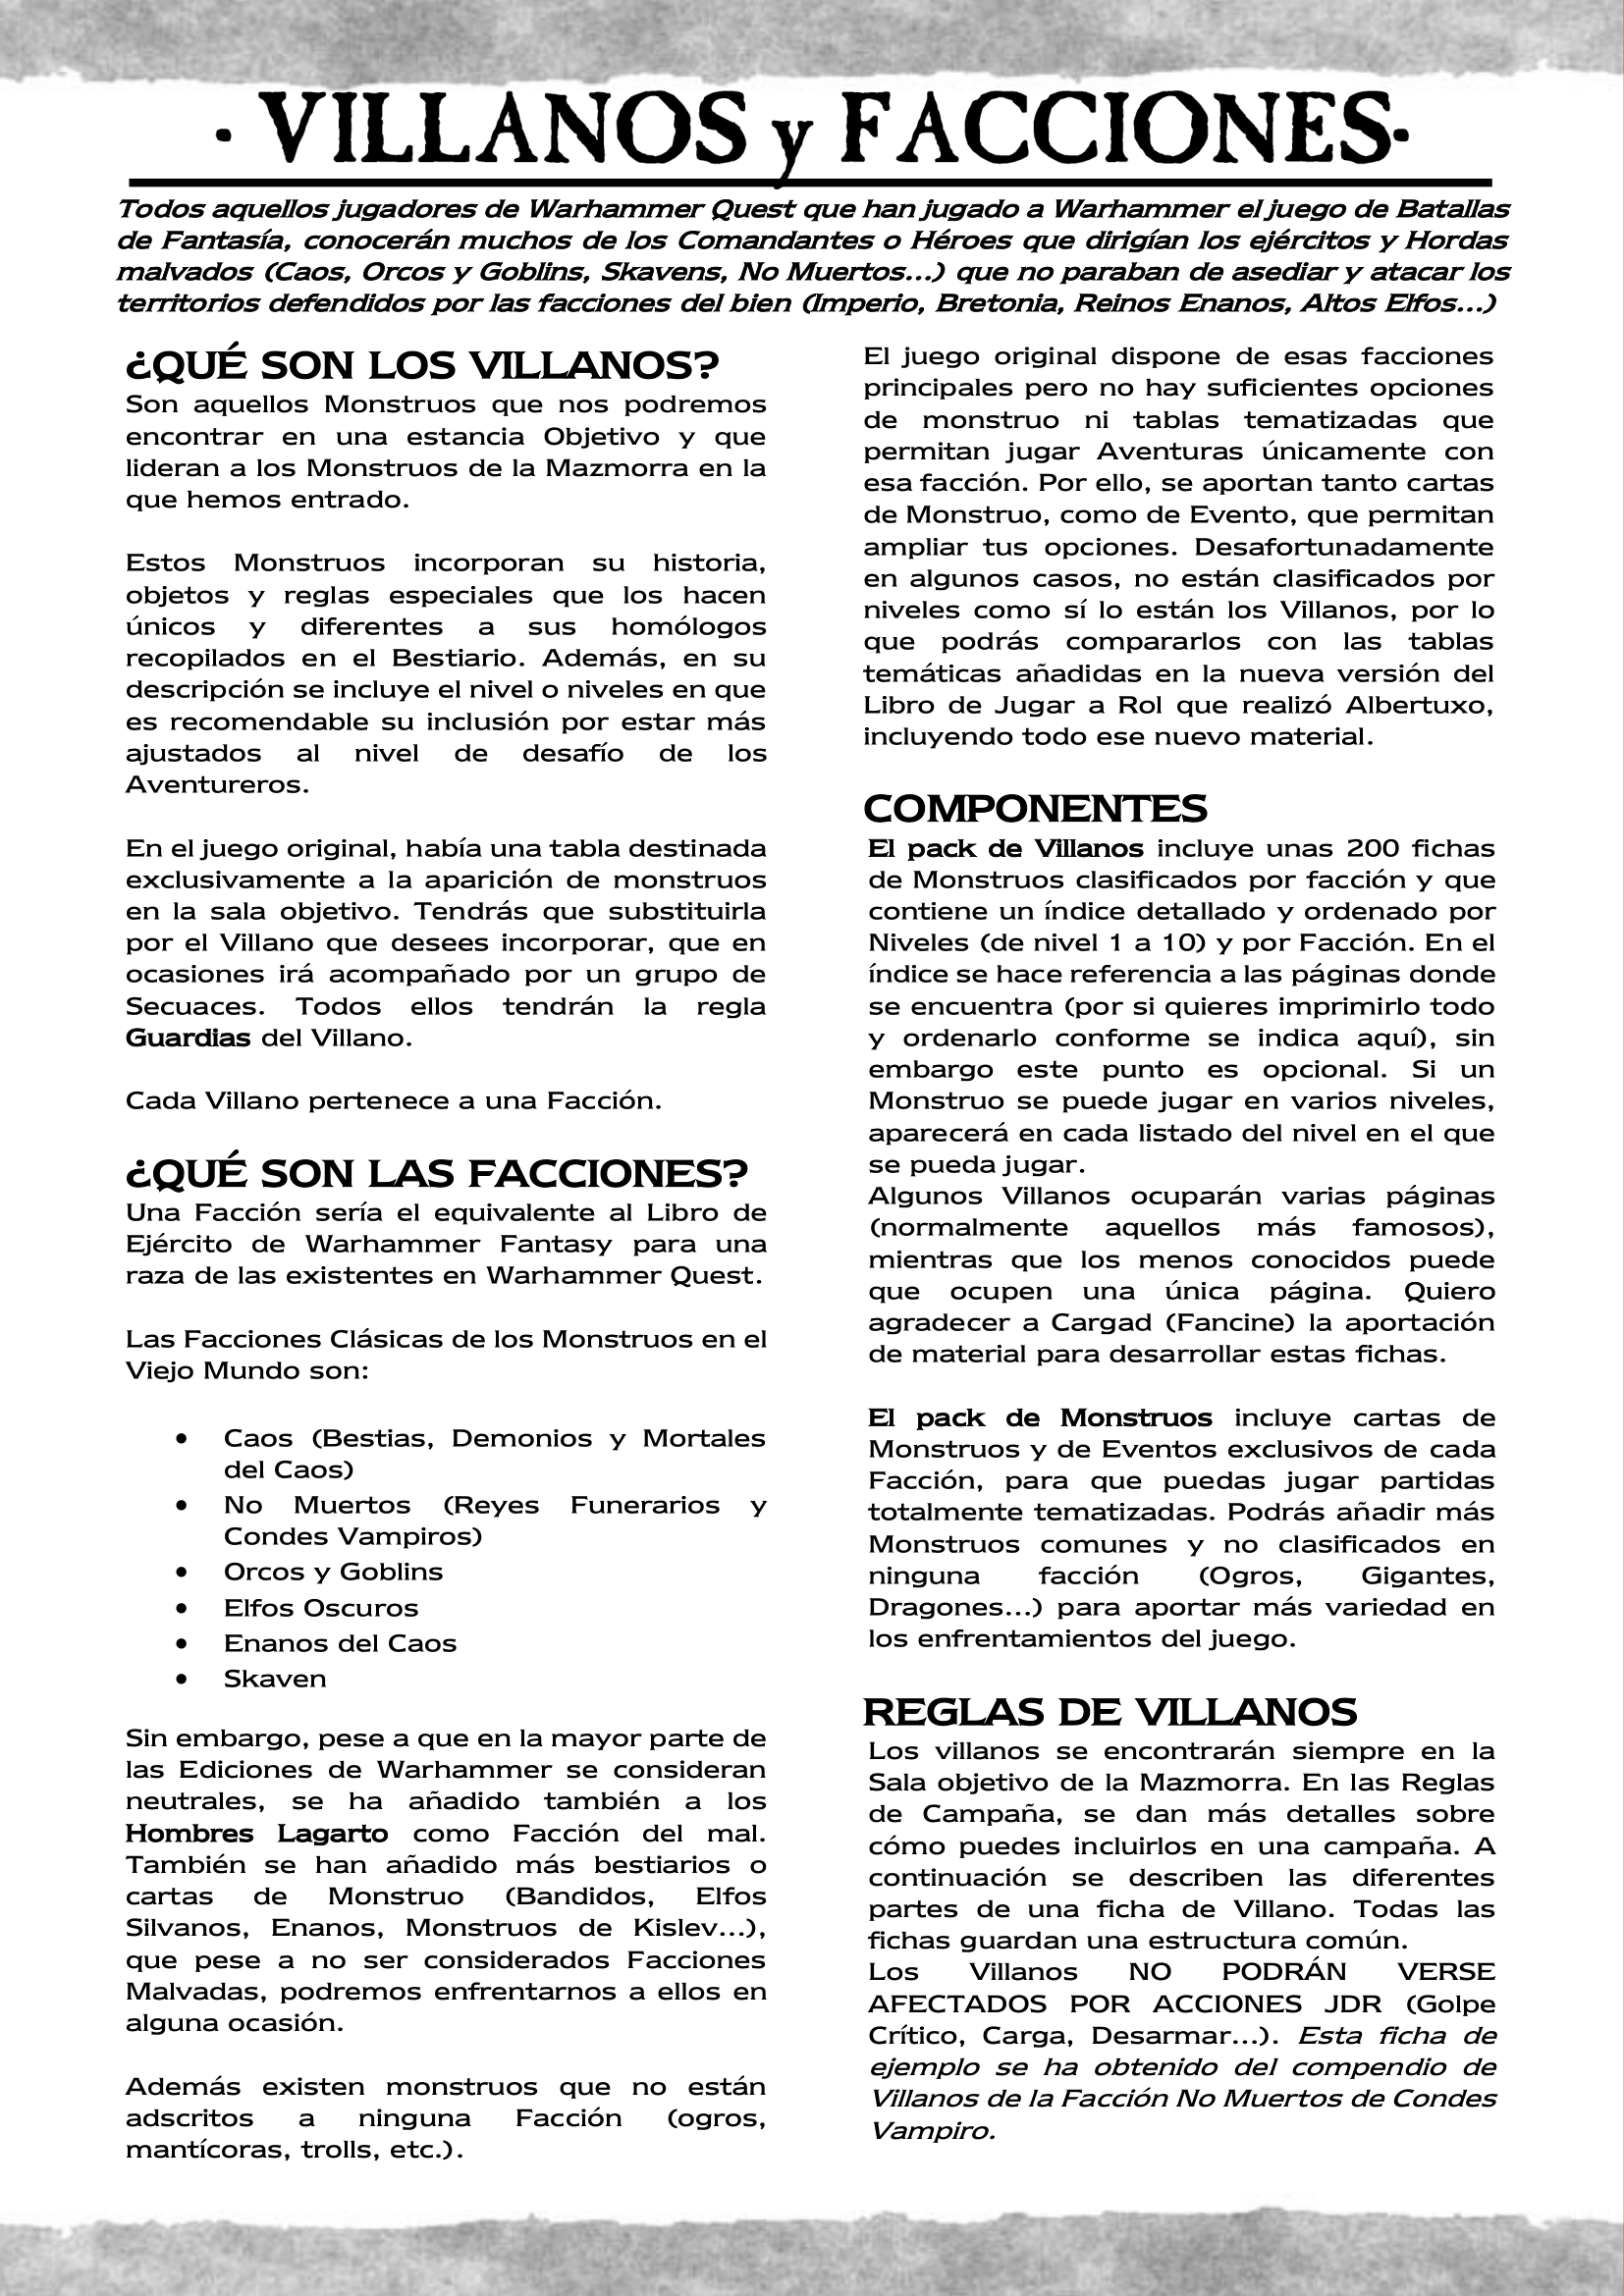 · VILLANOS y FACCIONES·
Todos aquellos jugadores de Warhammer Quest que han jugado a Warhammer el juego de Batallas
de Fantasía, conocerán muchos de los Comandantes o Héroes que dirigían los ejércitos y Hordas
malvados (Caos, Orcos y Goblins, Skavens, No Muertos...) que no paraban de asediar y atacar los
territorios defendidos por las facciones del bien (Imperio, Bretonia, Reinos Enanos, Altos Elfos...)
¿QUÉ SON LOS VILLANOS?
Son aquellos Monstruos que nos podremos
encontrar en una estancia Objetivo y que
lideran a los Monstruos de la Mazmorra en la
que hemos entrado.
Estos Monstruos incorporan su historia,
objetos y reglas especiales que los hacen
únicos y diferentes a sus homólogos
recopilados en el Bestiario. Además, en su
descripción se incluye el nivel o niveles en que
es recomendable su inclusión por estar más
ajustados al nivel de desafío de los
Aventureros.
En el juego original, había una tabla destinada
exclusivamente a la aparición de monstruos
en la sala objetivo. Tendrás que substituirla
por el Villano que desees incorporar, que en
ocasiones irá acompañado por un grupo de
Secuaces. Todos ellos tendrán la regla
Guardias del Villano.
Cada Villano pertenece a una Facción.
¿QUÉ SON LAS FACCIONES?
Una Facción sería el equivalente al Libro de
Ejército de Warhammer Fantasy para una
raza de las existentes en Warhammer Quest.
Las Facciones Clásicas de los Monstruos en el
Viejo Mundo son:
• Caos (Bestias, Demonios y Mortales
del Caos)
• No Muertos (Reyes Funerarios y
Condes Vampiros)
• Orcos y Goblins
• Elfos Oscuros
• Enanos del Caos
• Skaven
Sin embargo, pese a que en la mayor parte de
las Ediciones de Warhammer se consideran
neutrales, se ha añadido también a los
Hombres Lagarto como Facción del mal.
También se han añadido más bestiarios o
cartas de Monstruo (Bandidos, Elfos
Silvanos, Enanos, Monstruos de Kislev...),
que pese a no ser considerados Facciones
Malvadas, podremos enfrentarnos a ellos en
alguna ocasión.
Además existen monstruos que no están
adscritos a ninguna Facción (ogros,
mantícoras, trolls, etc.).
El juego original dispone de esas facciones
principales pero no hay suficientes opciones
de monstruo ni tablas tematizadas que
permitan jugar Aventuras únicamente con
esa facción. Por ello, se aportan tanto cartas
de Monstruo, como de Evento, que permitan
ampliar tus opciones. Desafortunadamente
en algunos casos, no están clasificados por
niveles como sí lo están los Villanos, por lo
que podrás compararlos con las tablas
temáticas añadidas en la nueva versión del
Libro de Jugar a Rol que realizó Albertuxo,
incluyendo todo ese nuevo material.
COMPONENTES
El pack de Villanos incluye unas 200 fichas
de Monstruos clasificados por facción y que
contiene un índice detallado y ordenado por
Niveles (de nivel 1 a 10) y por Facción. En el
índice se hace referencia a las páginas donde
se encuentra (por si quieres imprimirlo todo
y ordenarlo conforme se indica aquí), sin
embargo este punto es opcional. Si un
Monstruo se puede jugar en varios niveles,
aparecerá en cada listado del nivel en el que
se pueda jugar.
Algunos Villanos ocuparán varias páginas
(normalmente aquellos más famosos),
mientras que los menos conocidos puede
que ocupen una única página. Quiero
agradecer a Cargad (Fancine) la aportación
de material para desarrollar estas fichas.
El pack de Monstruos incluye cartas de
Monstruos y de Eventos exclusivos de cada
Facción, para que puedas jugar partidas
totalmente tematizadas. Podrás añadir más
Monstruos comunes y no clasificados en
ninguna facción (Ogros, Gigantes,
Dragones...) para aportar más variedad en
los enfrentamientos del juego.
REGLAS DE VILLANOS
Los villanos se encontrarán siempre en la
Sala objetivo de la Mazmorra. En las Reglas
de Campaña, se dan más detalles sobre
cómo puedes incluirlos en una campaña. A
continuación se describen las diferentes
partes de una ficha de Villano. Todas las
fichas guardan una estructura común.
Los Villanos NO PODRÁN VERSE
AFECTADOS POR ACCIONES JDR (Golpe
Crítico, Carga, Desarmar...). Esta ficha de
ejemplo se ha obtenido del compendio de
Villanos de la Facción No Muertos de Condes
Vampiro.